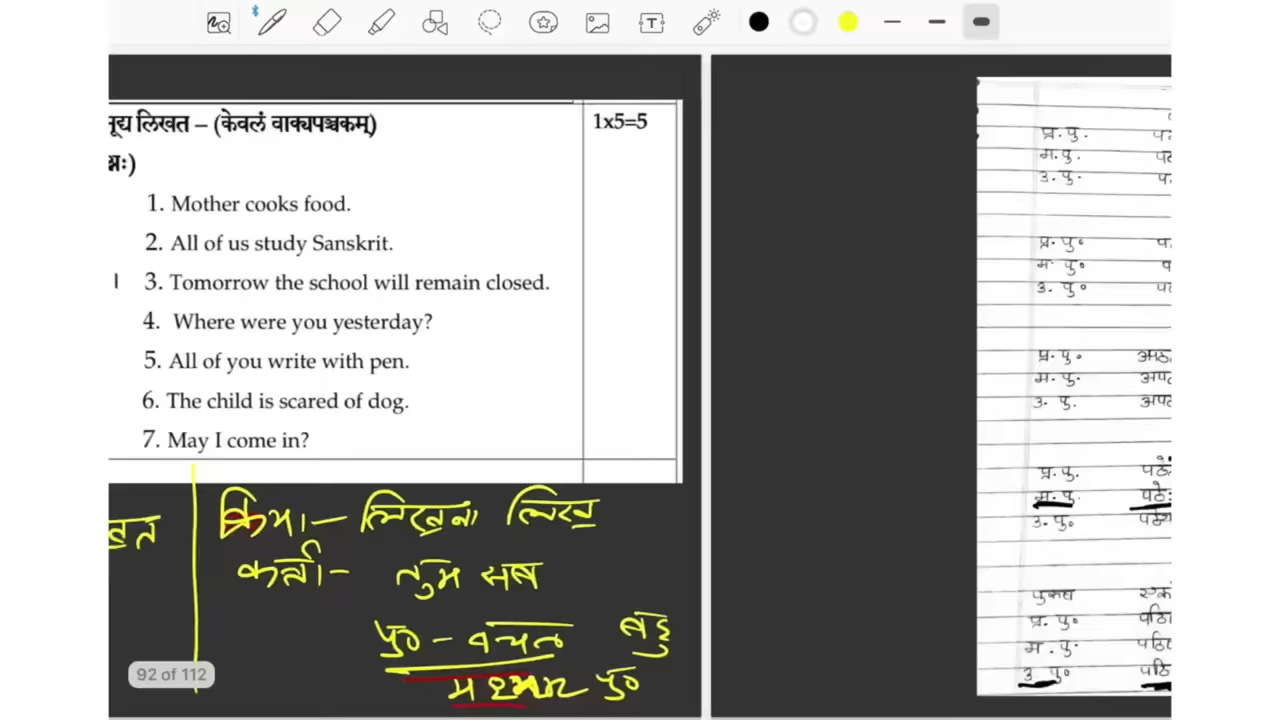 T
नूद्य लिखत – (केवलं वाक्यपञ्चकम्)
1x5=5
श्नः)
1. Mother cooks food.
2. All of us study Sanskrit.
3. Tomorrow the school will remain closed.
4. Where were you yesterday?
5. All of you write with pen.
6. The child is scared of dog.
7. May I come in?
क्रिया - लिखना लिख्
कर्ता - तुम सब
पु० - वचन बहु
मध्यम पु०
92 of 112
प्र. पु.
म. पु.
उ. पु.
प्र. पु०
म. पु०
उ. पु०
प्र. पु०
म. पु.
उ. पु.
प्र. पु.
म. पु.
उ. पु०
पुरुष
प्र. पु०
म. पु.
उ. पु०